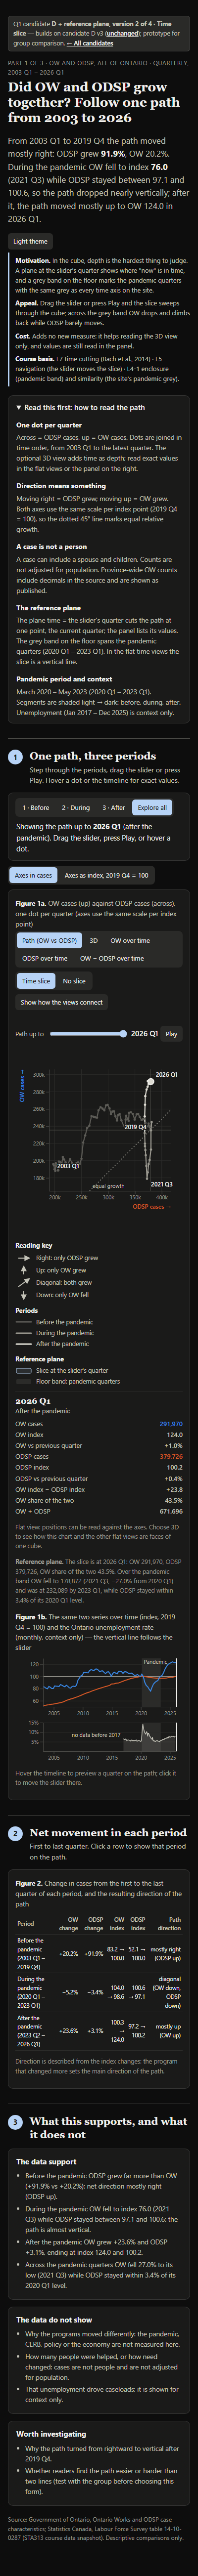 Q1 candidate D + reference plane, version 2 of 4 · Time
slice — builds on candidate D v3 (unchanged); prototype for
group comparison. ← All candidates
PART 1 OF 3 · OW AND ODSP, ALL OF ONTARIO · QUARTERLY,
2003 Q1 – 2026 Q1
Did OW and ODSP grow
together? Follow one path
from 2003 to 2026
From 2003 Q1 to 2019 Q4 the path moved
mostly right: ODSP grew 91.9%, OW 20.2%.
During the pandemic OW fell to index 76.0
(2021 Q3) while ODSP stayed between 97.1 and
100.6, so the path dropped nearly vertically; after
it, the path moved mostly up to OW 124.0 in
2026 Q1.
Light theme
Motivation. In the cube, depth is the hardest thing to judge.
A plane at the slider's quarter shows where "now" is in time,
and a grey band on the floor marks the pandemic quarters
with the same grey as every time axis on the site.
Appeal. Drag the slider or press Play and the slice sweeps
through the cube; across the grey band OW drops and climbs
back while ODSP barely moves.
Cost. Adds no new measure: it helps reading the 3D view
only, and values are still read in the panel.
Course basis. L7 time cutting (Bach et al., 2014) · L5
navigation (the slider moves the slice) · L4-1 enclosure
(pandemic band) and similarity (the site's pandemic grey).
▼ Read this first: how to read the path
One dot per quarter
Across = ODSP cases, up = OW cases. Dots are joined in
time order, from 2003 Q1 to the latest quarter. The
optional 3D view adds time as depth; read exact values
in the flat views or the panel on the right.
Direction means something
Moving right = ODSP grew; moving up = OW grew.
Both axes use the same scale per index point (2019 Q4
= 100), so the dotted 45° line marks equal relative
growth.
A case is not a person
A case can include a spouse and children. Counts are
not adjusted for population. Province-wide OW counts
include decimals in the source and are shown as
published.
The reference plane
The plane time = the slider's quarter cuts the path at
one point, the current quarter; the panel lists its values.
The grey band on the floor spans the pandemic
quarters (2020 Q1 – 2023 Q1). In the flat time views the
slice is a vertical line.
Pandemic period and context
March 2020 – May 2023 (2020 Q1 – 2023 Q1).
Segments are shaded light → dark: before, during, after.
Unemployment (Jan 2017 – Dec 2025) is context only.
1 One path, three periods
Step through the periods, drag the slider or press
Play. Hover a dot or the timeline for exact values.
1 · Before 2 · During 3 · After Explore all
Showing the path up to 2026 Q1 (after the
pandemic). Drag the slider, press Play, or hover a
dot.
Axes in cases Axes as index, 2019 Q4 = 100
Figure 1a. OW cases (up) against ODSP cases (across),
one dot per quarter (axes use the same scale per index
point)
Path (OW vs ODSP) 3D OW over time
ODSP over time OW − ODSP over time
Time slice No slice
Show how the views connect
Path up to 2026 Q1 Play
OW cases →
300k
280k
260k
240k
220k
200k
180k
2026 Q1
2019 Q4
2003 Q1
equal growth
2021 Q3
200k 250k 300k 350k 400k
ODSP cases →
Reading key
Right: only ODSP grew
Up: only OW grew
Diagonal: both grew
Down: only OW fell
Periods
Before the pandemic
During the pandemic
After the pandemic
Reference plane
Slice at the slider's quarter
Floor band: pandemic quarters
2026 Q1
After the pandemic
OW cases 291,970
OW index 124.0
OW vs previous quarter +1.0%
ODSP cases 379,726
ODSP index 100.2
ODSP vs previous quarter +0.4%
OW index − ODSP index +23.8
OW share of the two 43.5%
OW + ODSP 671,696
Flat view: positions can be read against the axes. Choose 3D
to see how this chart and the other flat views are faces of
one cube.
Reference plane. The slice is at 2026 Q1: OW 291,970, ODSP
379,726, OW share of the two 43.5%. Over the pandemic
band OW fell to 178,872 (2021 Q3, −27.0% from 2020 Q1)
and was at 232,089 by 2023 Q1, while ODSP stayed within
3.4% of its 2020 Q1 level.
Figure 1b. The same two series over time (index, 2019
Q4 = 100) and the Ontario unemployment rate
(monthly, context only) — the vertical line follows the
slider
Pandemic
120
100
80
60
2005 2010 2015 2020 2025
15%
10%
5%
no data before 2017
2005 2010 2015 2020 2025
Hover the timeline to preview a quarter on the path; click it
to move the slider there.
2 Net movement in each period
First to last quarter. Click a row to show that period
on the path.
Figure 2. Change in cases from the first to the last
quarter of each period, and the resulting direction of the
path
Period OW change ODSP change OW index ODSP index Path direction
Before the pandemic (2003 Q1 – 2019 Q4) +20.2% +91.9% 83.2 → 100.0 52.1 → 100.0 mostly right (ODSP up)
During the pandemic (2020 Q1 – 2023 Q1) −5.2% −3.4% 104.0 → 98.6 100.6 → 97.1 diagonal (OW down, ODSP down)
After the pandemic (2023 Q2 – 2026 Q1) +23.6% +3.1% 100.3 → 124.0 97.2 → 100.2 mostly up (OW up)
Direction is described from the index changes: the program
that changed more sets the main direction of the path.
3 What this supports, and what
it does not
The data support
• Before the pandemic ODSP grew far more than OW
(+91.9% vs +20.2%): net direction mostly right
(ODSP up).
• During the pandemic OW fell to index 76.0 (2021
Q3) while ODSP stayed between 97.1 and 100.6: the
path is almost vertical.
• After the pandemic OW grew +23.6% and ODSP
+3.1%, ending at index 124.0 and 100.2.
• Across the pandemic quarters OW fell 27.0% to its
low (2021 Q3) while ODSP stayed within 3.4% of its
2020 Q1 level.
The data do not show
• Why the programs moved differently: the pandemic,
CERB, policy or the economy are not measured here.
• How many people were helped, or how need
changed: cases are not people and are not adjusted
for population.
• That unemployment drove caseloads: it is shown for
context only.
Worth investigating
• Why the path turned from rightward to vertical after
2019 Q4.
• Whether readers find the path easier or harder than
two lines (test with the group before choosing this
form).
Source: Government of Ontario, Ontario Works and ODSP case
characteristics; Statistics Canada, Labour Force Survey table 14-10-
0287 (STA313 course data snapshot). Descriptive comparisons only.